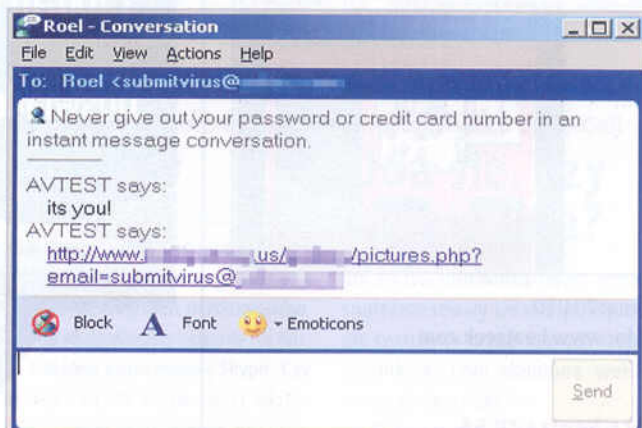 Roel - Conversation
File Edit View Actions Help
To: Roel <submitvirus@
Never give out your password or credit card number in an
instant message conversation.
AVTEST says:
its you!
AVTEST says:
http://www. .us/ /pictures.php?
email=submitvirus@
Block A Font Emoticons
Send